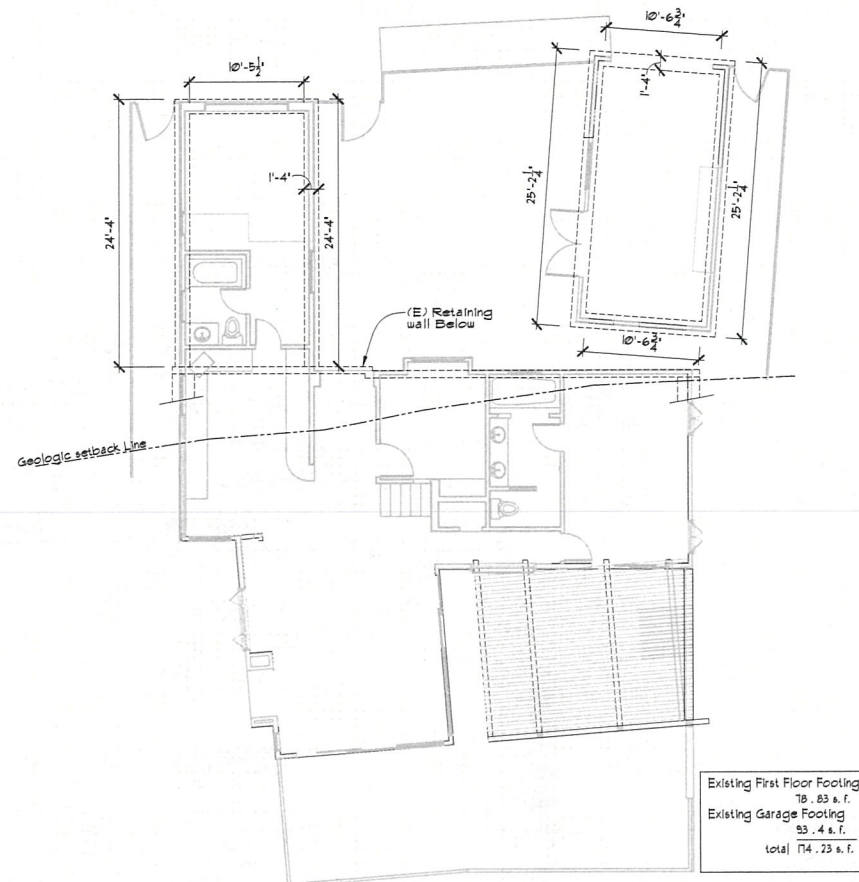 10'-6¾"
10'-5½"
1'-4"
1'-4"
25'-2¼"
25'-2¼"
24'-4"
24'-4"
(E) Retaining
wall Below
10'-6¾"
Geologic setback Line
Existing First Floor Footing
78 . 83 s. f.
Existing Garage Footing
95 . 4 s. f.
total 174 . 23 s. f.